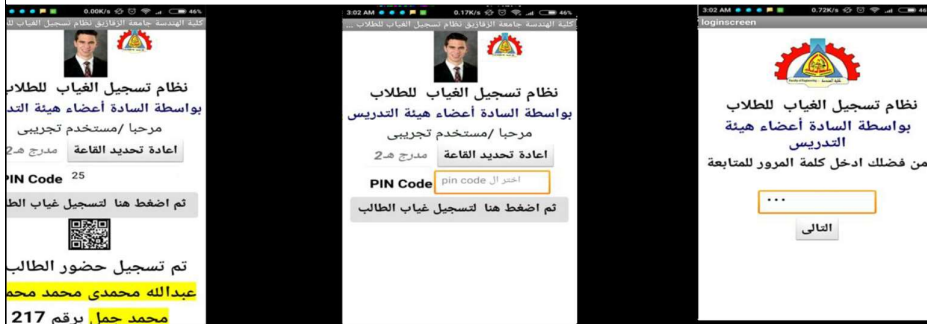 3:02 AM 0.72K/s 46%
loginscreen
نظام تسجيل الغياب للطلاب
بواسطة السادة أعضاء هيئة
التدريس
من فضلك ادخل كلمة المرور للمتابعة
...
التالى
3:02 AM 0.17K/s 46%
كلية الهندسة جامعة الزقازيق نظام تسجيل الغياب للطلاب ...
نظام تسجيل الغياب للطلاب
بواسطة السادة أعضاء هيئة التدريس
مرحبا /مستخدم تجريبى
اعادة تحديد القاعة مدرج هـ2
PIN Code اختر ال pin code
ثم اضغط هنا لتسجيل غياب الطالب
0.00K/s 46%
كلية الهندسة جامعة الزقازيق نظام تسجيل الغياب لل
نظام تسجيل الغياب للطلاب
بواسطة السادة أعضاء هيئة التد
مرحبا /مستخدم تجريبى
اعادة تحديد القاعة مدرج هـ2
PIN Code 25
ثم اضغط هنا لتسجيل غياب الطا
تم تسجيل حضور الطالب
عبدالله محمدى محمد محم
محمد حمل برقم 217